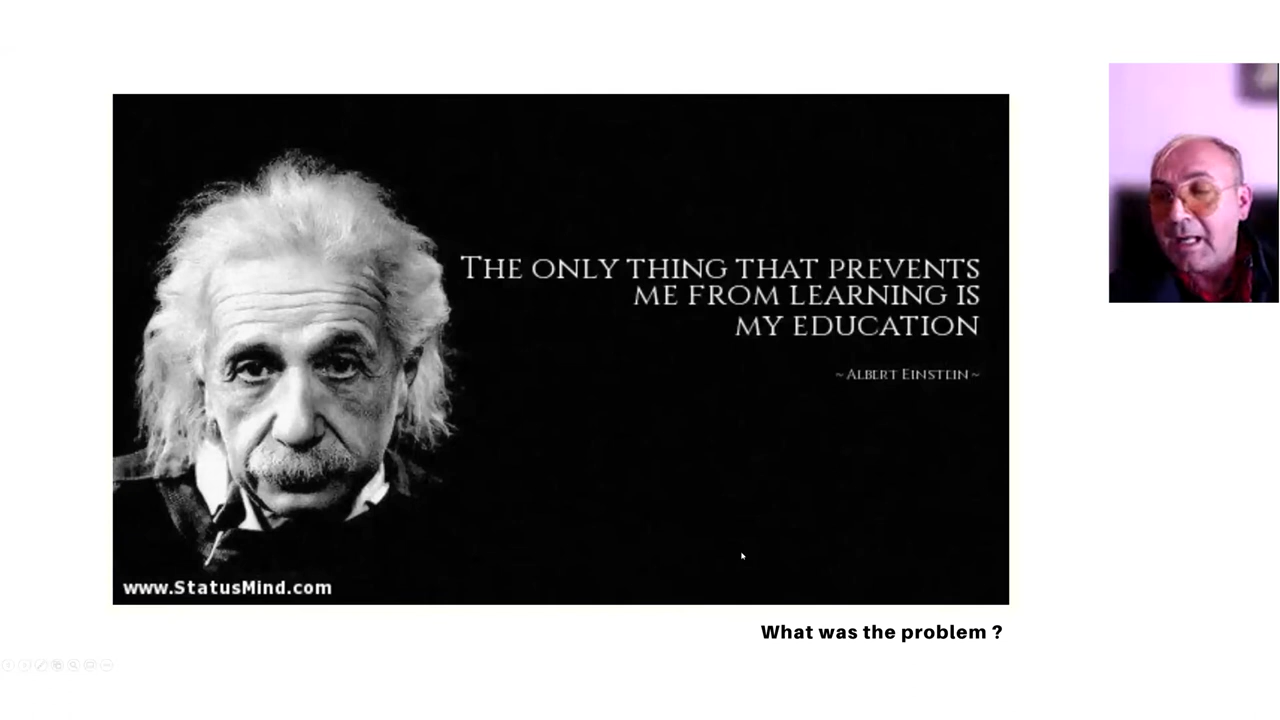 THE ONLY THING THAT PREVENTS
ME FROM LEARNING IS
MY EDUCATION
~ALBERT EINSTEIN~
www.StatusMind.com
What was the problem ?